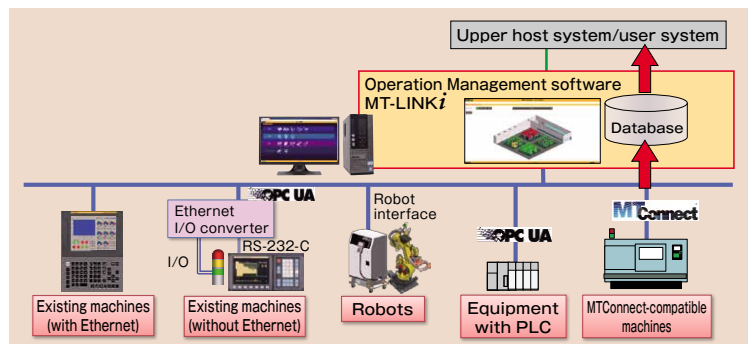 Upper host system/user system
Operation Management software
MT-LINKi
Database
OPC UA
Ethernet
I/O converter
RS-232-C
I/O
Robot
interface
OPC UA
MTConnect
Existing machines
(with Ethernet)
Existing machines
(without Ethernet)
Robots
Equipment
with PLC
MTConnect-compatible
machines